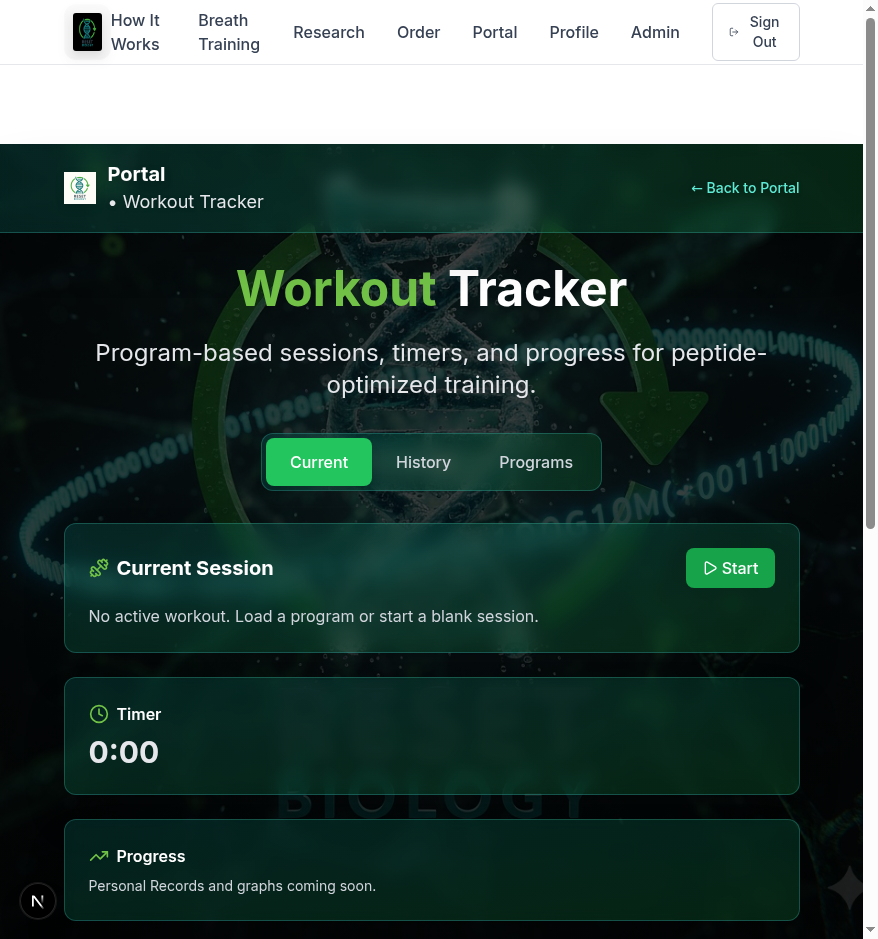 How It Works
Breath Training
Research
Order
Portal
Profile
Admin
Sign Out
Portal
• Workout Tracker
← Back to Portal
Workout Tracker
Program-based sessions, timers, and progress for peptide-
optimized training.
Current
History
Programs
Current Session
Start
No active workout. Load a program or start a blank session.
Timer
0:00
BIOLOGY
Progress
Personal Records and graphs coming soon.
N